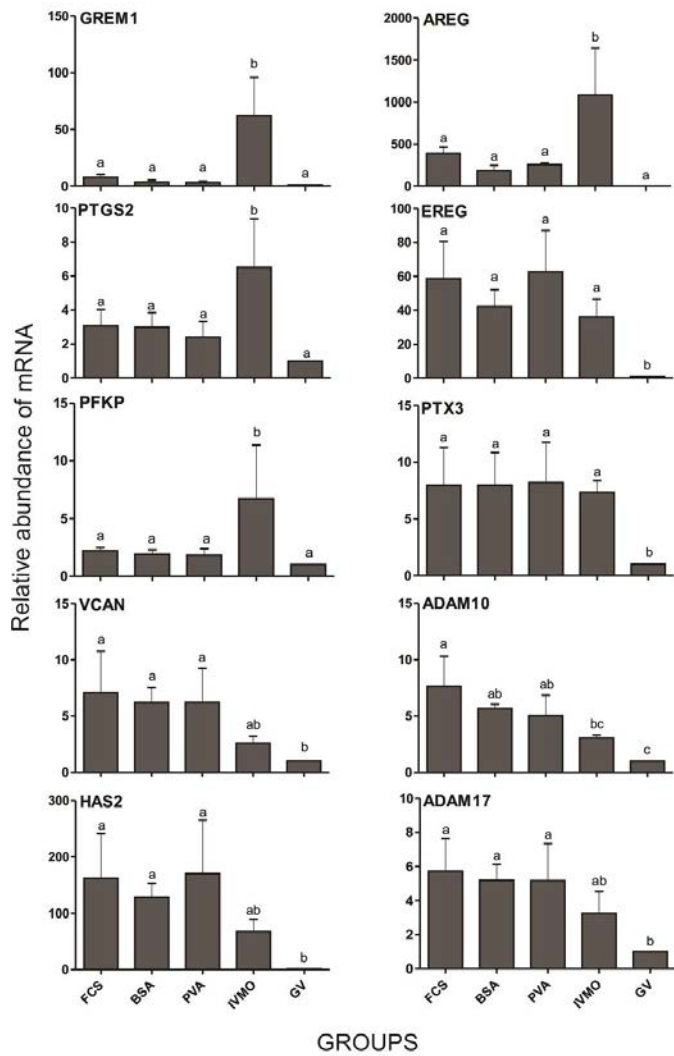 Relative abundance of mRNA
GREM1
150
100
50
0
a a a b a
AREG
2000
1500
1000
500
0
a a a b a
PTGS2
10
8
6
4
2
0
a a a b a
EREG
100
80
60
40
20
0
a a a a b
PFKP
15
10
5
0
a a a b a
PTX3
15
10
5
0
a a a a b
VCAN
15
10
5
0
a a a ab b
ADAM10
15
10
5
0
a ab ab bc c
HAS2
300
200
100
0
a a a ab b
FCS BSA PVA IVMO GV
ADAM17
10
8
6
4
2
0
a a a ab b
FCS BSA PVA IVMO GV
GROUPS